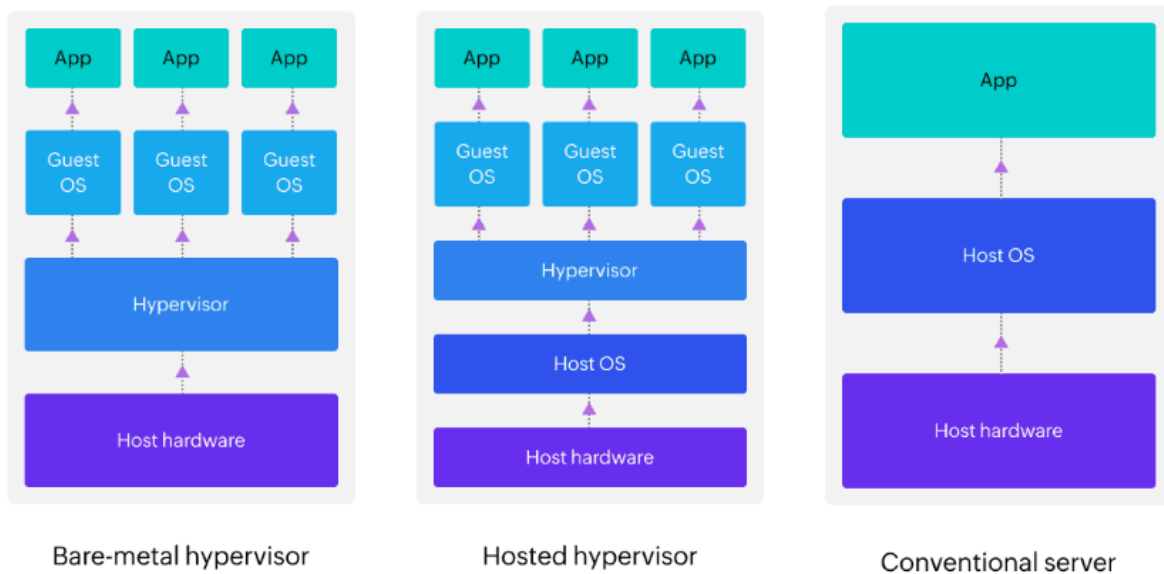 App
App
App
Guest
OS
Guest
OS
Guest
OS
Hypervisor
Host hardware
Bare-metal hypervisor
App
App
App
Guest
OS
Guest
OS
Guest
OS
Hypervisor
Host OS
Host hardware
Hosted hypervisor
App
Host OS
Host hardware
Conventional server